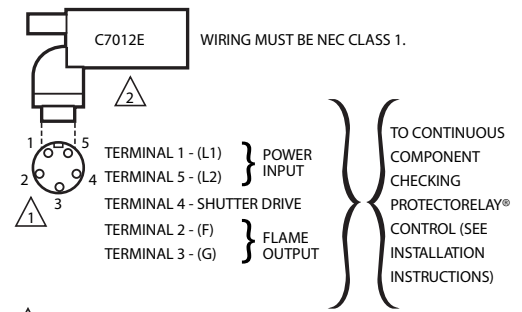 C7012E
WIRING MUST BE NEC CLASS 1.
2
1
5
2
4
3
1
TERMINAL 1 - (L1)
TERMINAL 5 - (L2)
POWER
INPUT
TERMINAL 4 - SHUTTER DRIVE
TERMINAL 2 - (F)
TERMINAL 3 - (G)
FLAME
OUTPUT
TO CONTINUOUS
COMPONENT
CHECKING
PROTECTORELAY®
CONTROL (SEE
INSTALLATION
INSTRUCTIONS)